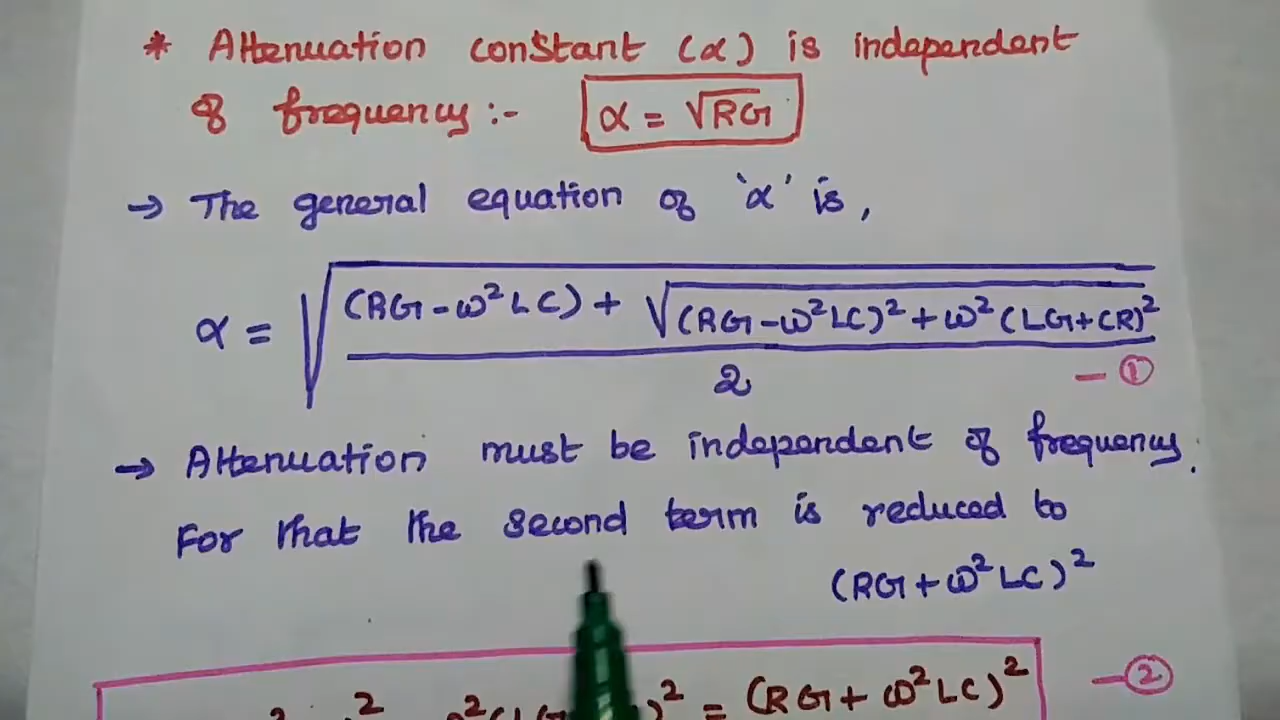 * Attenuation constant (α) is independent
of frequency :- α = √RG
→ The general equation of 'α' is,
α = √(RG-ω²LC) + √(RG-ω²LC)² + ω²(LG+CR)²
2 - ①
→ Attenuation must be independent of frequency.
For that the second term is reduced to
(RG+ω²LC)²
)² = (RG+ω²LC)² - ②